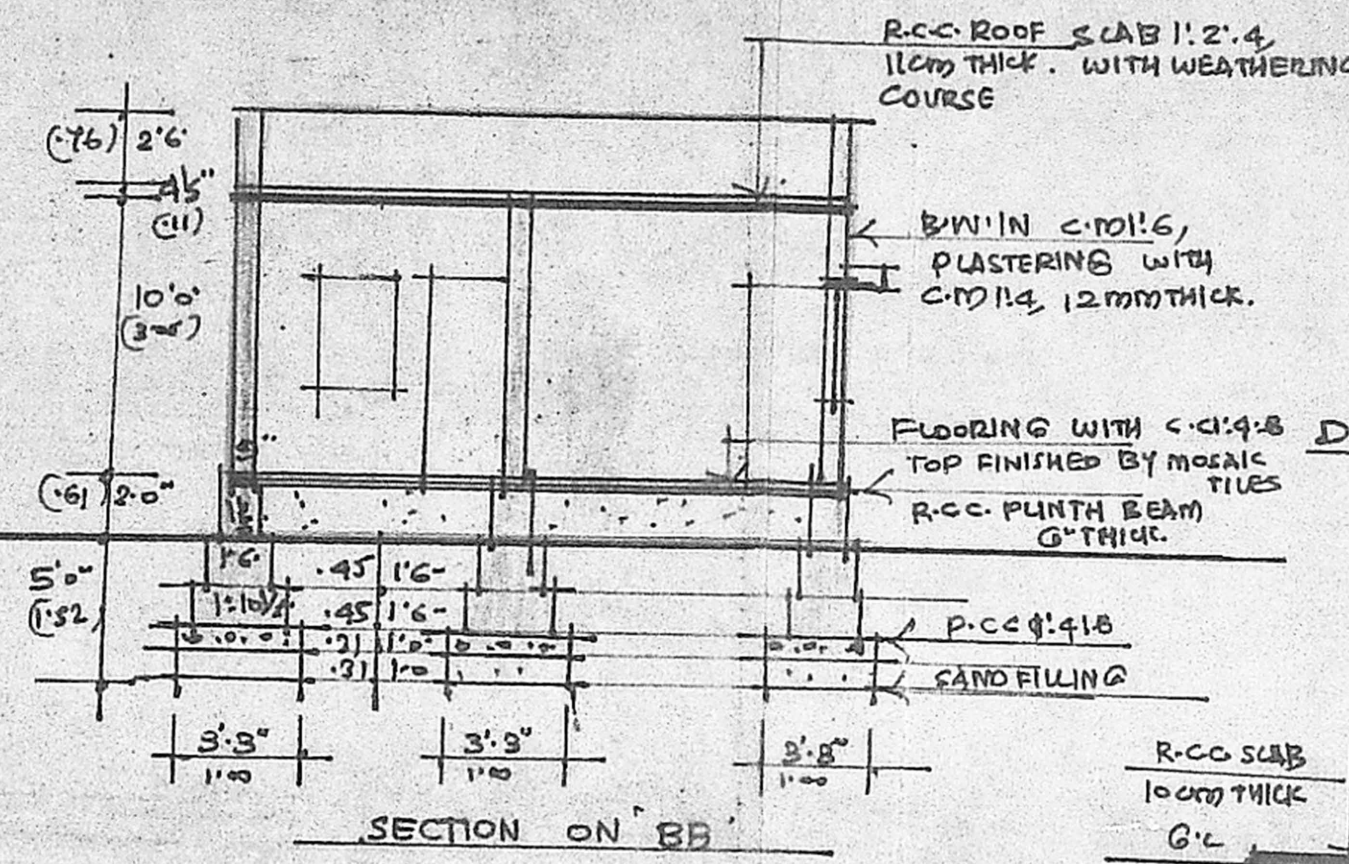 R.C.C. ROOF SLAB 1:2:4,
11cm THICK. WITH WEATHERING
COURSE
(.76) 2'6"
4½"
(.11)
B.W. IN C.M 1:6,
PLASTERING WITH
C.M 1:4, 12mm THICK.
10'0"
FLOORING WITH C.C 1:4:8 D
TOP FINISHED BY MOSAIC
TILES
(.61) 2.0"
R.C.C. PLINTH BEAM
6" THICK.
5'0"
(1.52)
1'6" .45 1'6"
1'10½" .45 1'6"
.31 1'0"
.31 1'0
P.C.C 1:4:8
SAND FILLING
3'.3" 3'.3" 3'.3"
1.00 1.00 1.00
R.C.C SLAB
10cm THICK
G.L
SECTION ON 'BB'